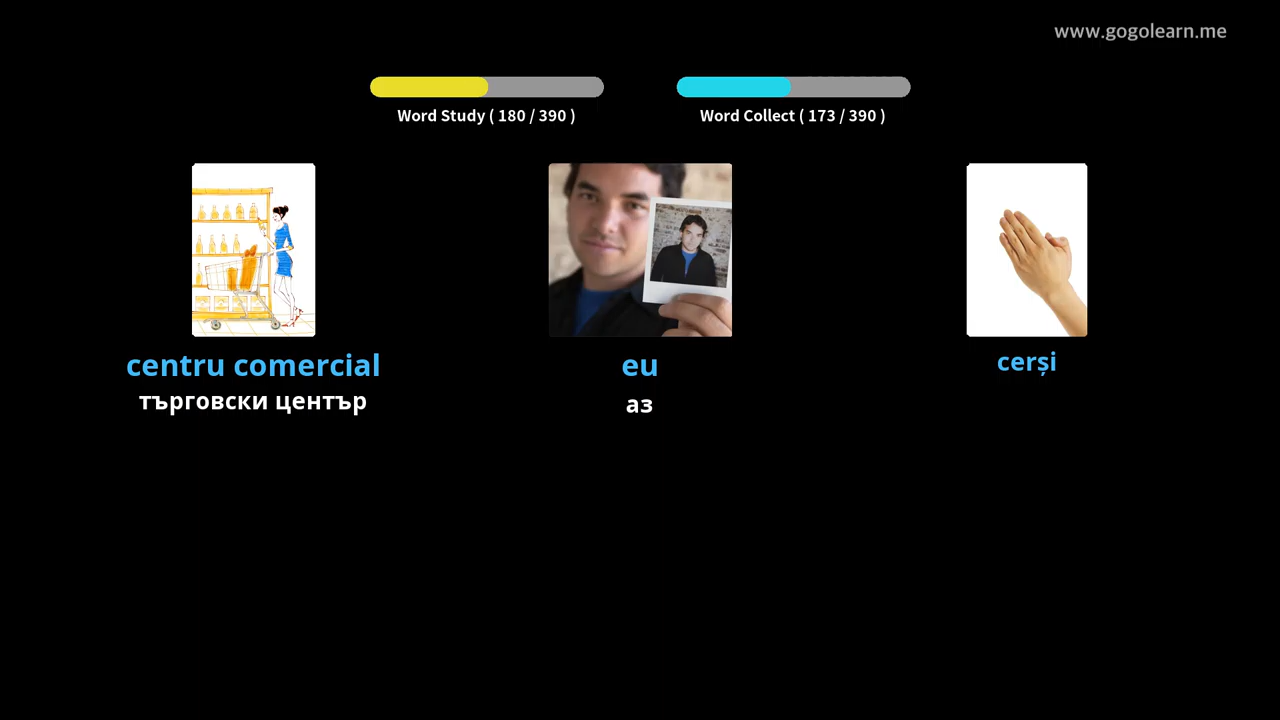 www.gogolearn.me
Word Study ( 180 / 390 )
Word Collect ( 173 / 390 )
centru comercial
търговски център
eu
аз
cerși